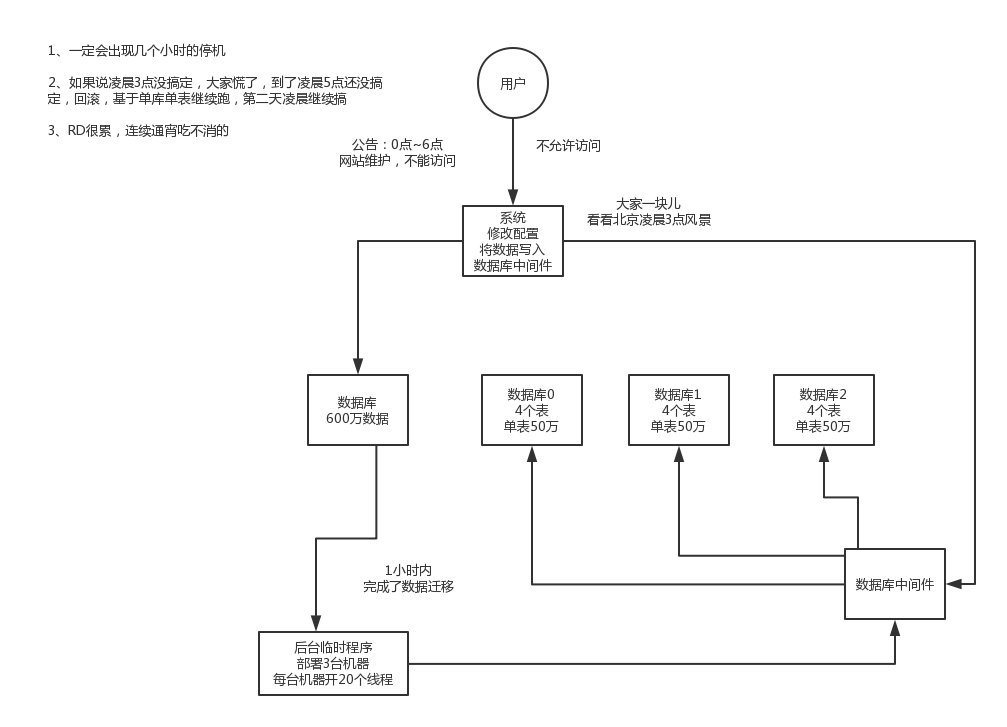 1、一定会出现几个小时的停机
2、如果说凌晨3点没搞定，大家慌了，到了凌晨5点还没搞
定，回滚，基于单库单表继续跑，第二天凌晨继续搞
3、RD很累，连续通宵吃不消的
用户
公告：0点~6点
网站维护，不能访问
不允许访问
大家一块儿
看看北京凌晨3点风景
系统
修改配置
将数据写入
数据库中间件
数据库
600万数据
数据库0
4个表
单表50万
数据库1
4个表
单表50万
数据库2
4个表
单表50万
1小时内
完成了数据迁移
数据库中间件
后台临时程序
部署3台机器
每台机器开20个线程